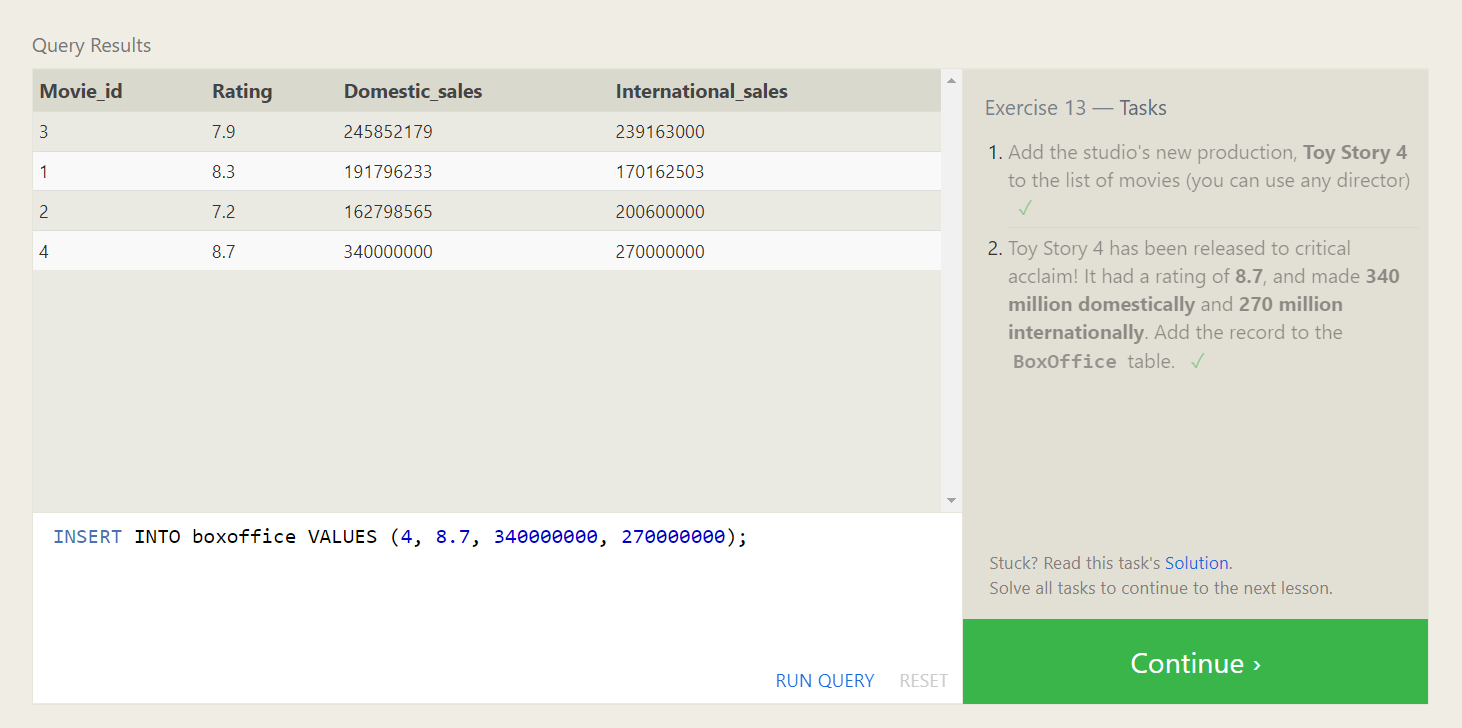 Query Results
Movie_id Rating Domestic_sales International_sales
3 7.9 245852179 239163000
1 8.3 191796233 170162503
2 7.2 162798565 200600000
4 8.7 340000000 270000000
INSERT INTO boxoffice VALUES (4, 8.7, 340000000, 270000000);
RUN QUERY RESET
Exercise 13 — Tasks
1. Add the studio's new production, Toy Story 4
to the list of movies (you can use any director)
✓
2. Toy Story 4 has been released to critical
acclaim! It had a rating of 8.7, and made 340
million domestically and 270 million
internationally. Add the record to the
BoxOffice table. ✓
Stuck? Read this task's Solution.
Solve all tasks to continue to the next lesson.
Continue ›